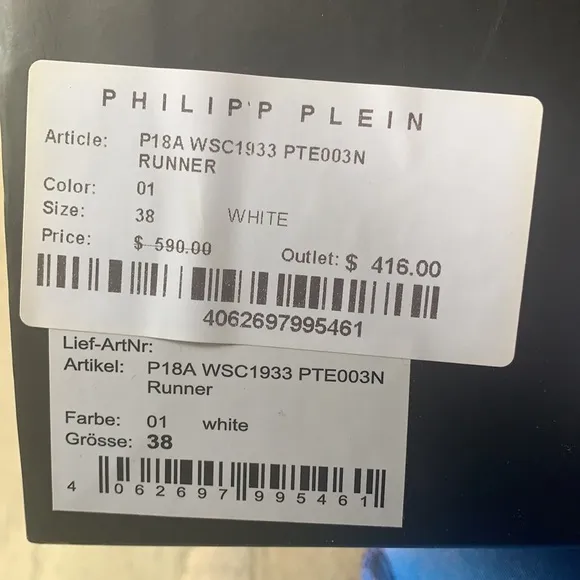 PHILIPP PLEIN
Article: P18A WSC1933 PTE003N
RUNNER
Color: 01
Size: 38 WHITE
Price: $ 590.00 Outlet: $ 416.00
4062697995461
Lief-ArtNr:
Artikel: P18A WSC1933 PTE003N
Runner
Farbe: 01 white
Grösse: 38
4 062697 995461